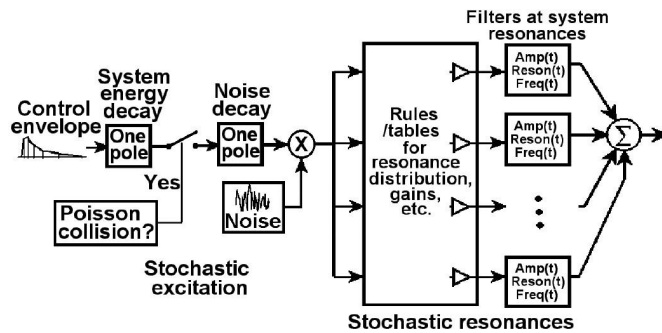 Filters at system
resonances
System
energy
decay
Noise
decay
Control
envelope
One
pole
One
pole
X
Yes
Noise
Poisson
collision?
Stochastic
excitation
Rules
/tables
for
resonance
distribution,
gains,
etc.
Amp(t)
Reson(t)
Freq(t)
Amp(t)
Reson(t)
Freq(t)
Amp(t)
Reson(t)
Freq(t)
Σ
Stochastic resonances